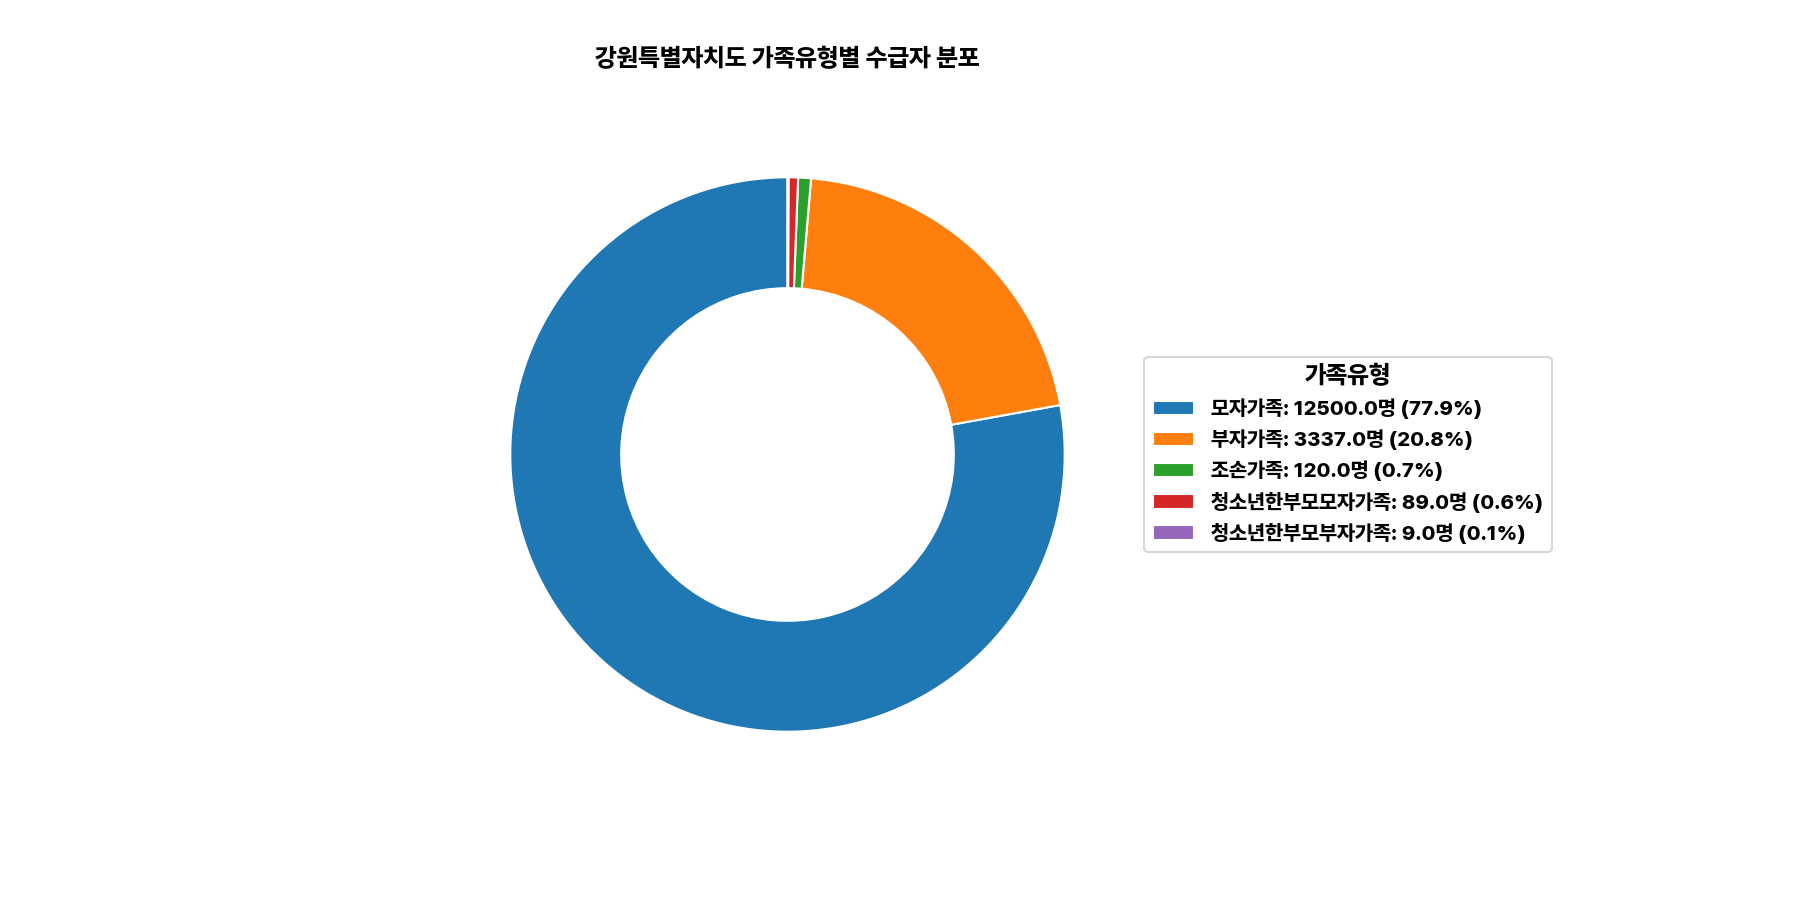 강원특별자치도 가족유형별 수급자 분포
가족유형
모자가족: 12500.0명 (77.9%)
부자가족: 3337.0명 (20.8%)
조손가족: 120.0명 (0.7%)
청소년한부모모자가족: 89.0명 (0.6%)
청소년한부모부자가족: 9.0명 (0.1%)